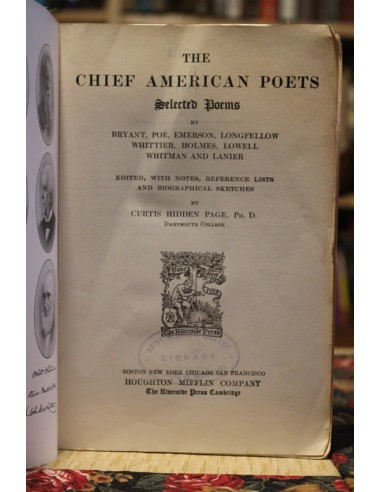 THE
CHIEF AMERICAN POETS
Selected Poems
BY
BRYANT, POE, EMERSON, LONGFELLOW
WHITTIER, HOLMES, LOWELL
WHITMAN AND LANIER
EDITED, WITH NOTES, REFERENCE LISTS
AND BIOGRAPHICAL SKETCHES
BY
CURTIS HIDDEN PAGE, PH. D.
DARTMOUTH COLLEGE
The Riverside Press
LIBRARY
BOSTON NEW YORK CHICAGO SAN FRANCISCO
HOUGHTON MIFFLIN COMPANY
The Riverside Press Cambridge